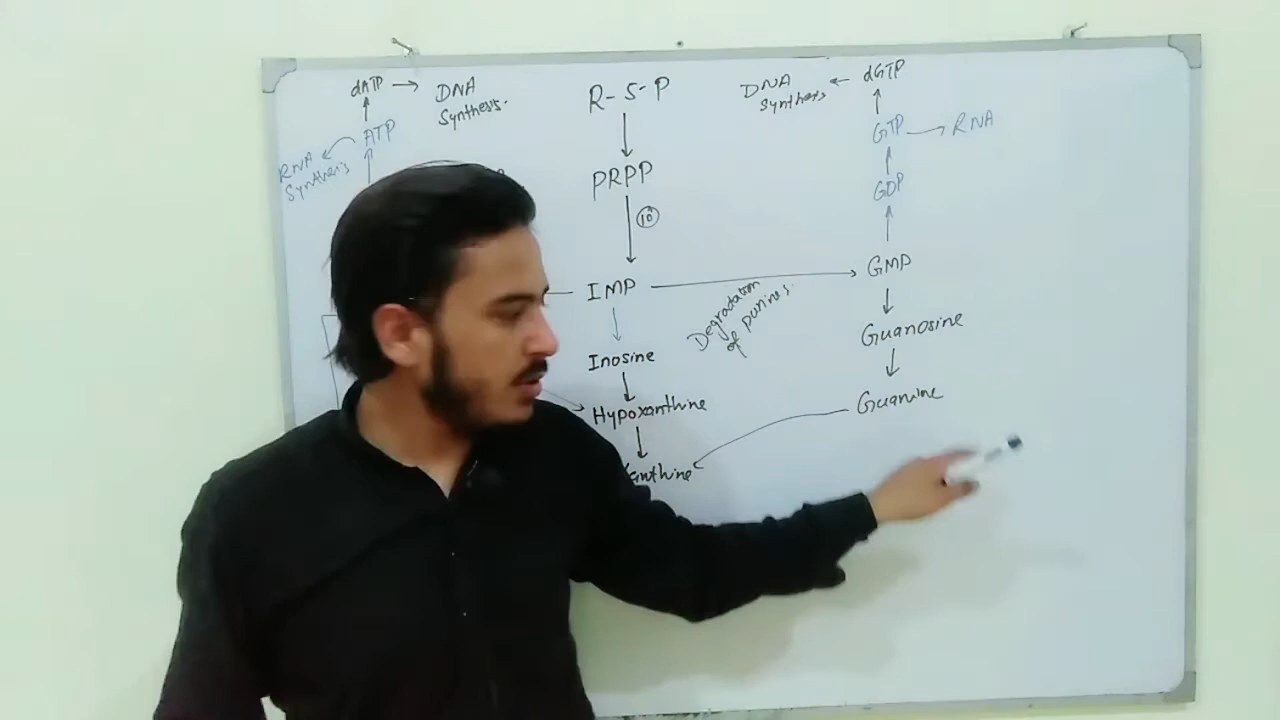 dATP → DNA
Synthesis.
ATP
RNA
Synthesis
R-5-P
PRPP
10
IMP
Inosine
Hypoxanthine
Xanthine
Degradation
of purines.
DNA ← dGTP
Synthesis
GTP → RNA
GDP
GMP
Guanosine
Guanine